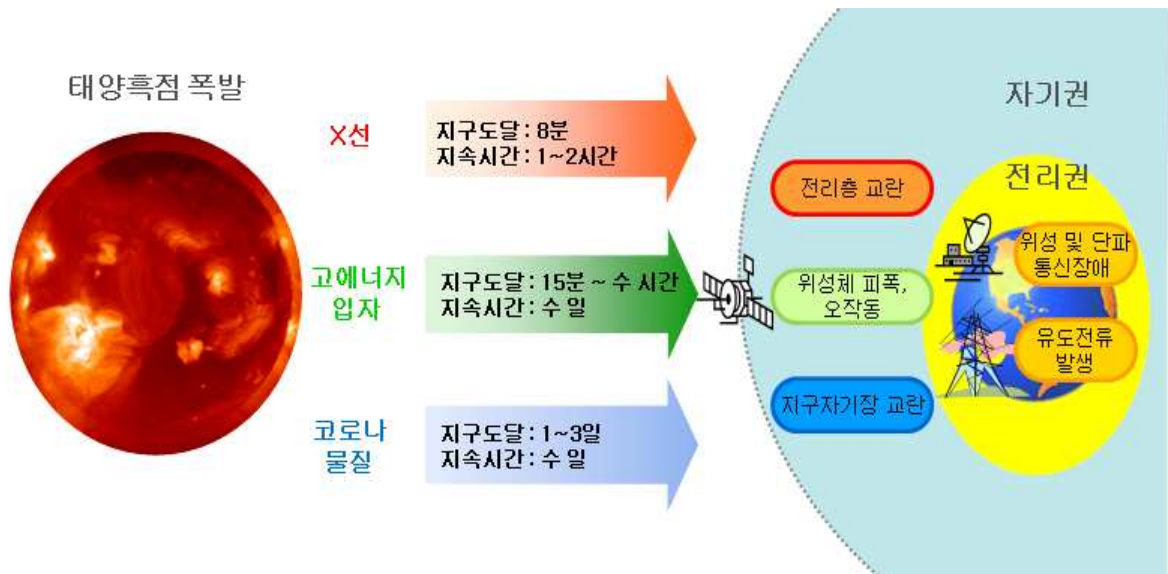 태양흑점 폭발
X선
지구도달 : 8분
지속시간 : 1~2시간
고에너지
입자
지구도달 : 15분 ~ 수 시간
지속시간 : 수 일
코로나
물질
지구도달 : 1~3일
지속시간 : 수 일
자기권
전리권
전리층 교란
위성체 피폭,
오작동
지구자기장 교란
위성 및 단파
통신장애
유도전류
발생